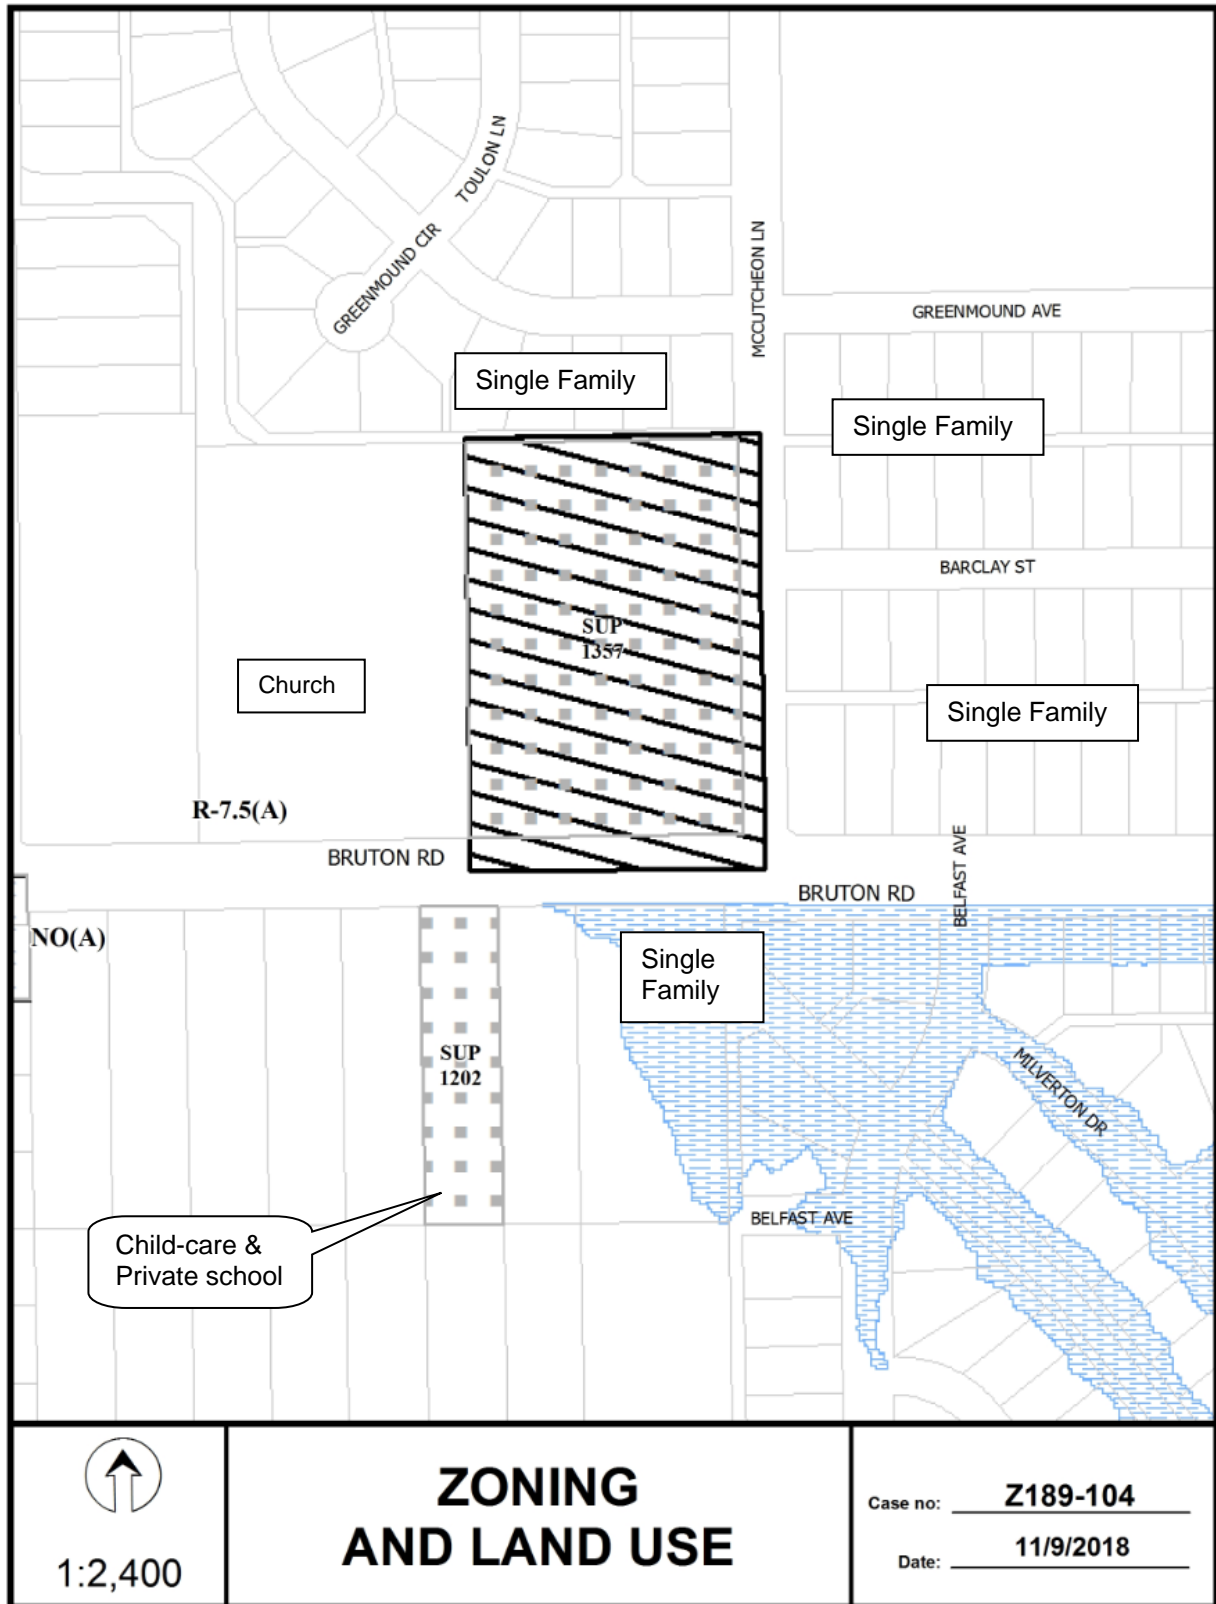 TOULON LN
GREENMOUND CIR
MCCUTCHEON LN
GREENMOUND AVE
Single Family
Single Family
BARCLAY ST
SUP
1357
Church
Single Family
R-7.5(A)
BRUTON RD
BELFAST AVE
BRUTON RD
NO(A)
Single
Family
SUP
1202
MILVERTON DR
BELFAST AVE
Child-care &
Private school
1:2,400
ZONING
AND LAND USE
Case no: Z189-104
Date: 11/9/2018